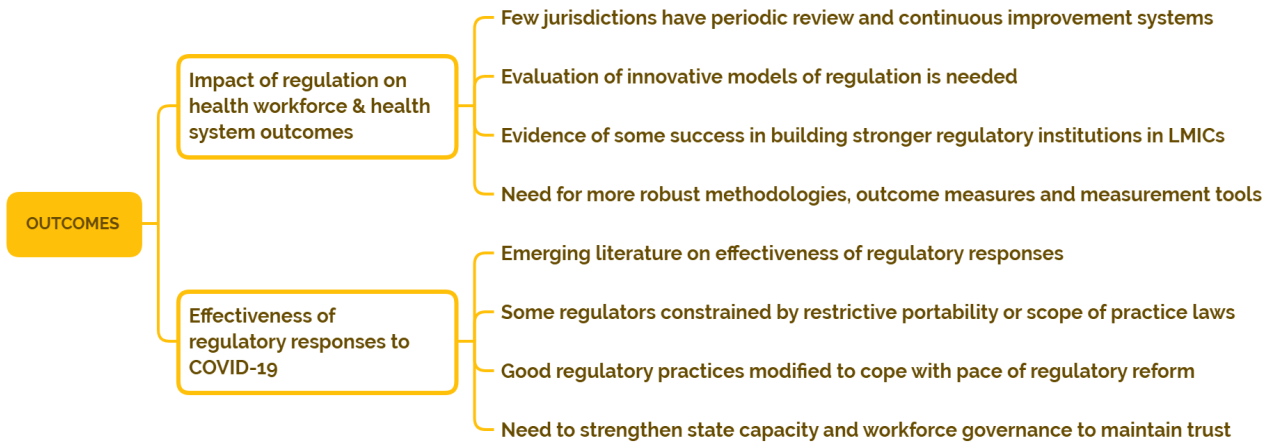 OUTCOMES
Impact of regulation on
health workforce & health
system outcomes
Few jurisdictions have periodic review and continuous improvement systems
Evaluation of innovative models of regulation is needed
Evidence of some success in building stronger regulatory institutions in LMICs
Need for more robust methodologies, outcome measures and measurement tools
Effectiveness of
regulatory responses to
COVID-19
Emerging literature on effectiveness of regulatory responses
Some regulators constrained by restrictive portability or scope of practice laws
Good regulatory practices modified to cope with pace of regulatory reform
Need to strengthen state capacity and workforce governance to maintain trust